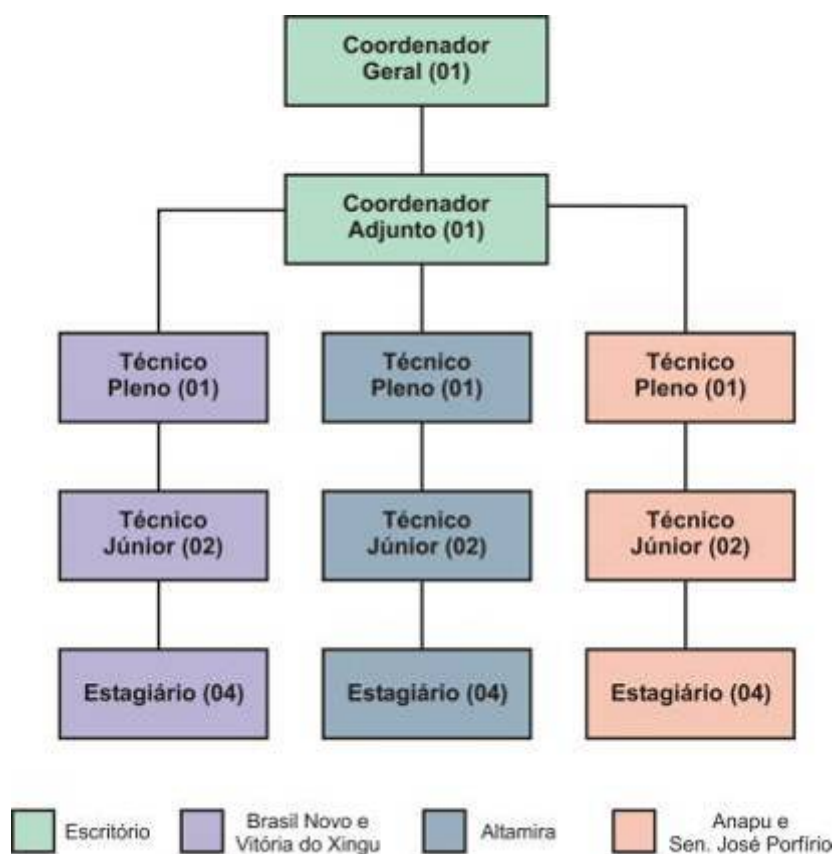 Coordenador
Geral (01)
Coordenador
Adjunto (01)
Técnico
Pleno (01)
Técnico
Pleno (01)
Técnico
Pleno (01)
Técnico
Júnior (02)
Técnico
Júnior (02)
Técnico
Júnior (02)
Estagiário (04)
Estagiário (04)
Estagiário (04)
Escritório
Brasil Novo e
Vitória do Xingu
Altamira
Anapu e
Sen. José Porfírio